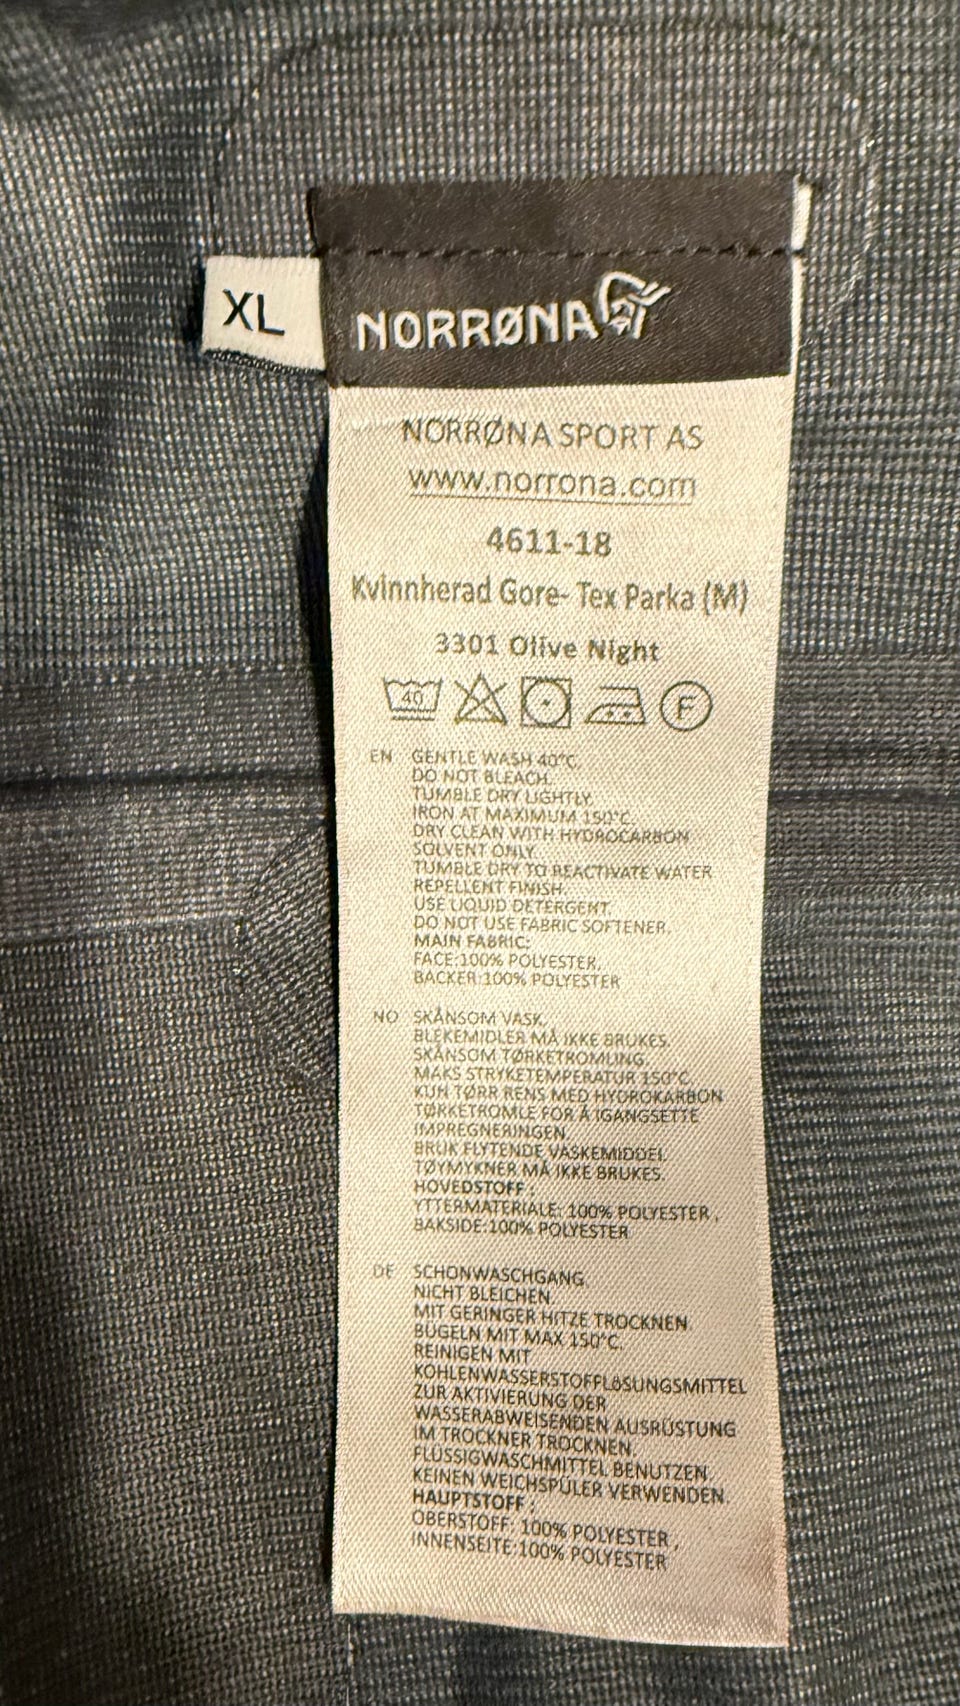 XL
NORRØNA
NORRØNA SPORT AS
www.norrona.com
4611-18
Kvinnherad Gore- Tex Parka (M)
3301 Olive Night
40
F
EN GENTLE WASH 40°C.
DO NOT BLEACH.
TUMBLE DRY LIGHTLY.
IRON AT MAXIMUM 150°C.
DRY CLEAN WITH HYDROCARBON
SOLVENT ONLY.
TUMBLE DRY TO REACTIVATE WATER
REPELLENT FINISH.
USE LIQUID DETERGENT.
DO NOT USE FABRIC SOFTENER.
MAIN FABRIC:
FACE:100% POLYESTER,
BACKER:100% POLYESTER
NO SKÅNSOM VASK.
BLEKEMIDLER MÅ IKKE BRUKES.
SKÅNSOM TØRKETROMLING.
MAKS STRYKETEMPERATUR 150°C.
KUN TØRR RENS MED HYDROKARBON
TØRKETROMLE FOR Å IGANGSETTE
IMPREGNERINGEN.
BRUK FLYTENDE VASKEMIDDEL.
TØYMYKNER MÅ IKKE BRUKES.
HOVEDSTOFF :
YTTERMATERIALE: 100% POLYESTER ,
BAKSIDE:100% POLYESTER
DE SCHONWASCHGANG.
NICHT BLEICHEN.
MIT GERINGER HITZE TROCKNEN.
BÜGELN MIT MAX 150°C.
REINIGEN MIT
KOHLENWASSERSTOFFLöSUNGSMITTEL
ZUR AKTIVIERUNG DER
WASSERABWEISENDEN AUSRÜSTUNG
IM TROCKNER TROCKNEN.
FLÜSSIGWASCHMITTEL BENUTZEN.
KEINEN WEICHSPÜLER VERWENDEN.
HAUPTSTOFF :
OBERSTOFF: 100% POLYESTER ,
INNENSEITE:100% POLYESTER